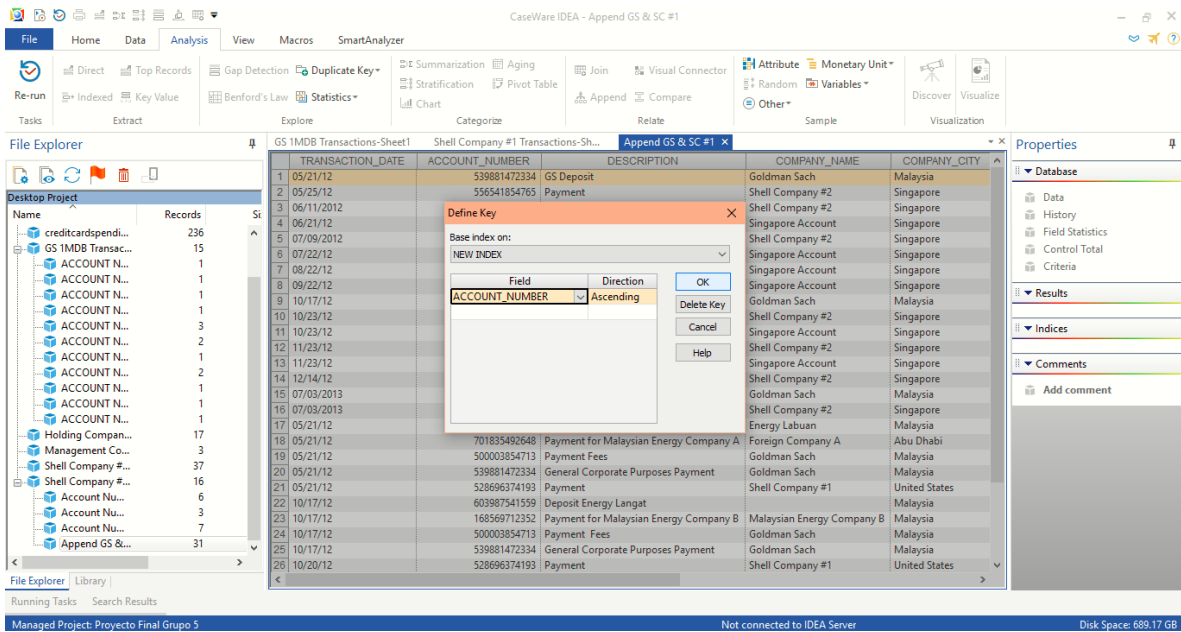 CaseWare IDEA - Append GS & SC #1
File Home Data Analysis View Macros SmartAnalyzer
Re-run
Tasks
Direct Top Records
Indexed Key Value
Extract
Gap Detection Duplicate Key
Benford's Law Statistics
Explore
Summarization Aging
Stratification Pivot Table
Chart
Categorize
Join Visual Connector
Append Compare
Relate
Attribute Monetary Unit
Random Variables
Other
Sample
Discover Visualize
Visualization
File Explorer
Desktop Project
Name Records Si
creditcardspendi... 236
GS 1MDB Transac... 15
ACCOUNT N... 1
ACCOUNT N... 1
ACCOUNT N... 1
ACCOUNT N... 1
ACCOUNT N... 3
ACCOUNT N... 2
ACCOUNT N... 1
ACCOUNT N... 2
ACCOUNT N... 1
ACCOUNT N... 1
ACCOUNT N... 1
Holding Compan... 17
Management Co... 3
Shell Company #... 37
Shell Company #... 16
Account Nu... 6
Account Nu... 3
Account Nu... 7
Append GS &... 31
File Explorer Library
Running Tasks Search Results
GS 1MDB Transactions-Sheet1 Shell Company #1 Transactions-Sh... Append GS & SC #1
TRANSACTION_DATE ACCOUNT_NUMBER DESCRIPTION COMPANY_NAME COMPANY_CITY
1 05/21/12 539881472334 GS Deposit Goldman Sach Malaysia
2 05/25/12 556541854765 Payment Shell Company #2 Singapore
3 06/11/2012 Shell Company #2 Singapore
4 06/21/12 Singapore Account Singapore
5 07/09/2012 Shell Company #2 Singapore
6 07/22/12 Singapore Account Singapore
7 08/22/12 Singapore Account Singapore
8 09/22/12 Singapore Account Singapore
9 10/17/12 Goldman Sach Malaysia
10 10/23/12 Shell Company #2 Singapore
11 10/23/12 Singapore Account Singapore
12 11/23/12 Shell Company #2 Singapore
13 11/23/12 Singapore Account Singapore
14 12/14/12 Shell Company #2 Singapore
15 07/03/2013 Goldman Sach Malaysia
16 07/03/2013 Shell Company #2 Singapore
17 05/21/12 Energy Labuan Malaysia
18 05/21/12 701835492648 Payment for Malaysian Energy Company A Foreign Company A Abu Dhabi
19 05/21/12 500003854713 Payment Fees Goldman Sach Malaysia
20 05/21/12 539881472334 General Corporate Purposes Payment Goldman Sach Malaysia
21 05/21/12 528696374193 Payment Shell Company #1 United States
22 10/17/12 603987541559 Deposit Energy Langat Malaysia
23 10/17/12 168569712352 Payment for Malaysian Energy Company B Malaysian Energy Company B Malaysia
24 10/17/12 500003854713 Payment Fees Goldman Sach Malaysia
25 10/17/12 539881472334 General Corporate Purposes Payment Goldman Sach Malaysia
26 10/20/12 528696374193 Payment Shell Company #1 United States
Define Key
Base index on:
NEW INDEX
Field Direction
ACCOUNT_NUMBER Ascending
OK
Delete Key
Cancel
Help
Properties
Database
Data
History
Field Statistics
Control Total
Criteria
Results
Indices
Comments
Add comment
Managed Project: Proyecto Final Grupo 5 Not connected to IDEA Server Disk Space: 689.17 GB